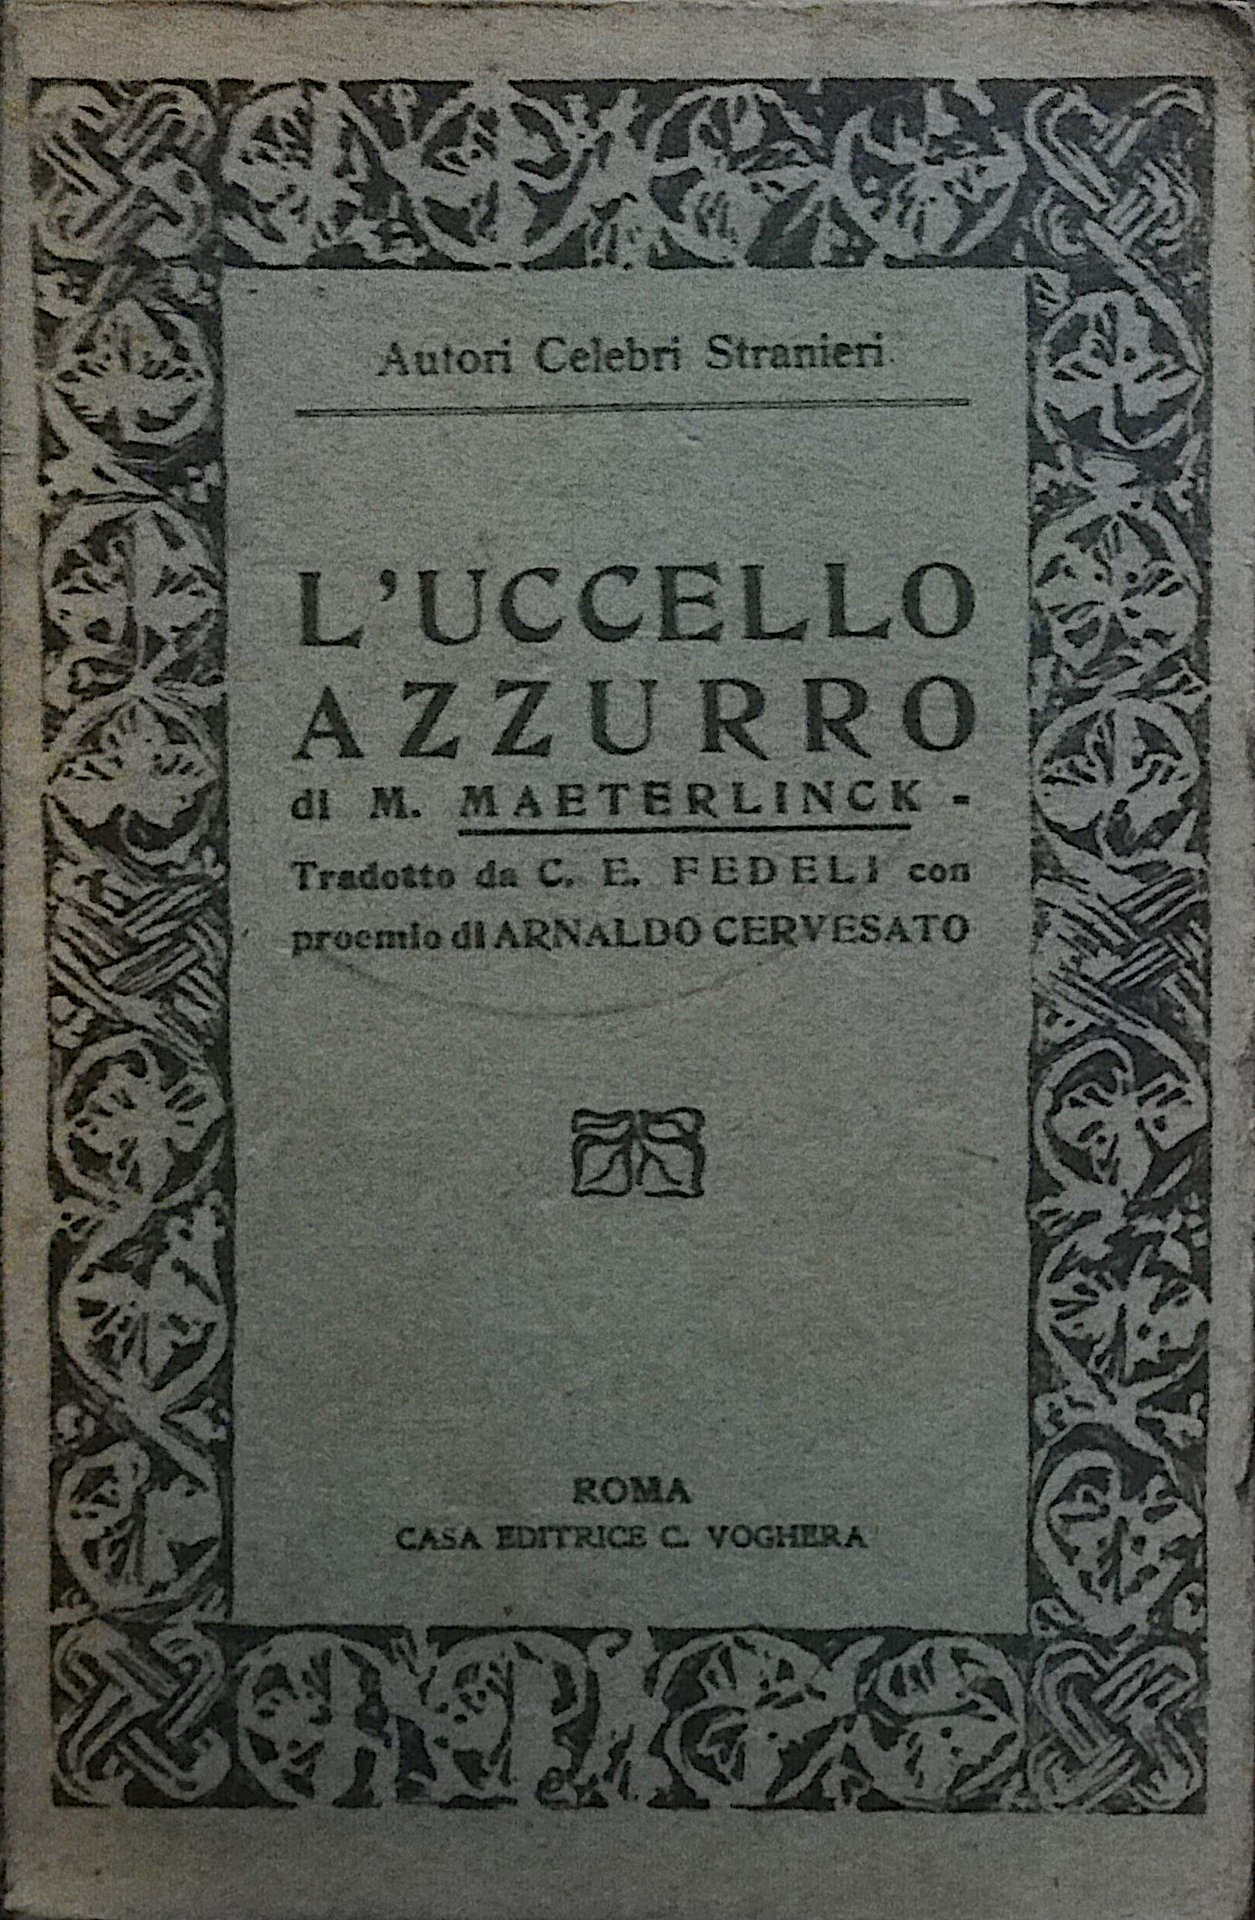 Autori Celebri Stranieri
L'UCCELLO
AZZURRO
di M. MAETERLINCK -
Tradotto da C. E. FEDELI con
proemio di ARNALDO CERVESATO
ROMA
CASA EDITRICE C. VOGHERA